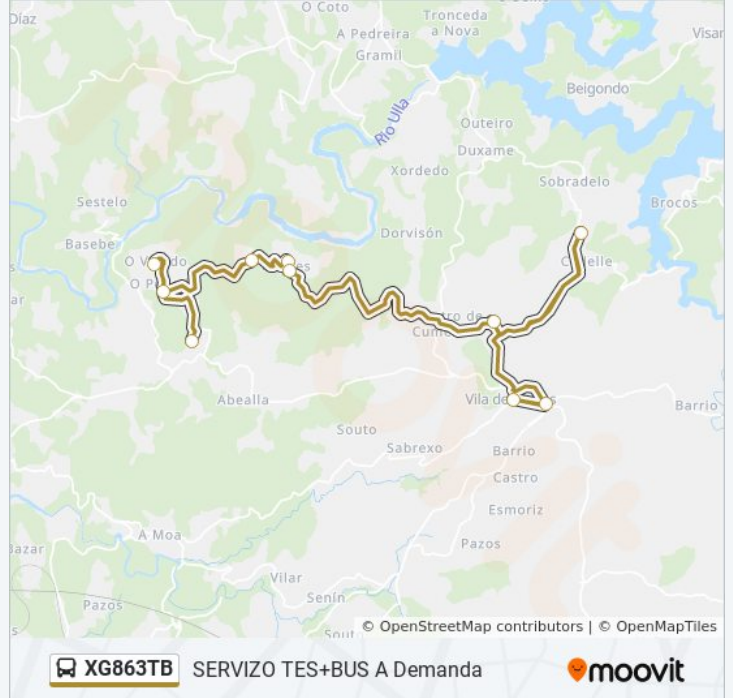 Díaz
O Coto
Tronceda
a Nova
A Pedreira
Gramil
Beigondo
Río Ulla
Outeiro
Duxame
Xordedo
Sobradelo
Sestelo
Brocos
Dorvisón
Basebe
Abealla
Vila de
Barrio
Souto
Sabrexo
Barrio
Castro
Esmoriz
A Moa
Pazos
Vilar
Pazos
Senín
© OpenStreetMap contributors | © OpenMapTiles
XG863TB SERVIZO TES+BUS A Demanda
moovit